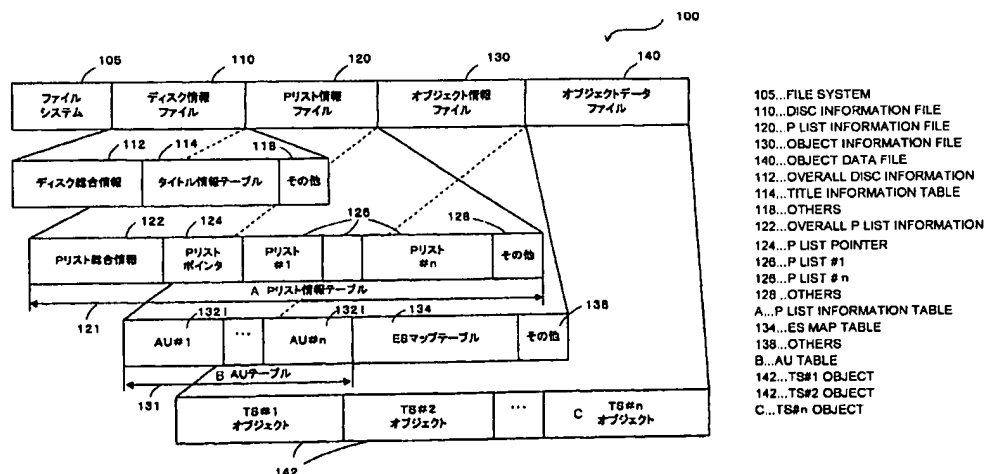 100
105
110
120
130
140
ファイル
システム
ディスク情報
ファイル
Pリスト情報
ファイル
オブジェクト情報
ファイル
オブジェクトデータ
ファイル
112
114
118
ディスク総合情報
タイトル情報テーブル
その他
122
124
126
128
Pリスト総合情報
Pリスト
ポインタ
Pリスト
#1
Pリスト
#n
その他
A Pリスト情報テーブル
121
1321
1321
134
138
AU#1
...
AU#n
ESマップテーブル
その他
B AUテーブル
131
TS#1
オブジェクト
TS#2
オブジェクト
...
C TS#n
オブジェクト
142
105...FILE SYSTEM
110...DISC INFORMATION FILE
120...P LIST INFORMATION FILE
130...OBJECT INFORMATION FILE
140...OBJECT DATA FILE
112...OVERALL DISC INFORMATION
114...TITLE INFORMATION TABLE
118...OTHERS
122...OVERALL P LIST INFORMATION
124...P LIST POINTER
126...P LIST #1
126...P LIST #n
128...OTHERS
A...P LIST INFORMATION TABLE
134...ES MAP TABLE
138...OTHERS
B...AU TABLE
142...TS#1 OBJECT
142...TS#2 OBJECT
C...TS#n OBJECT